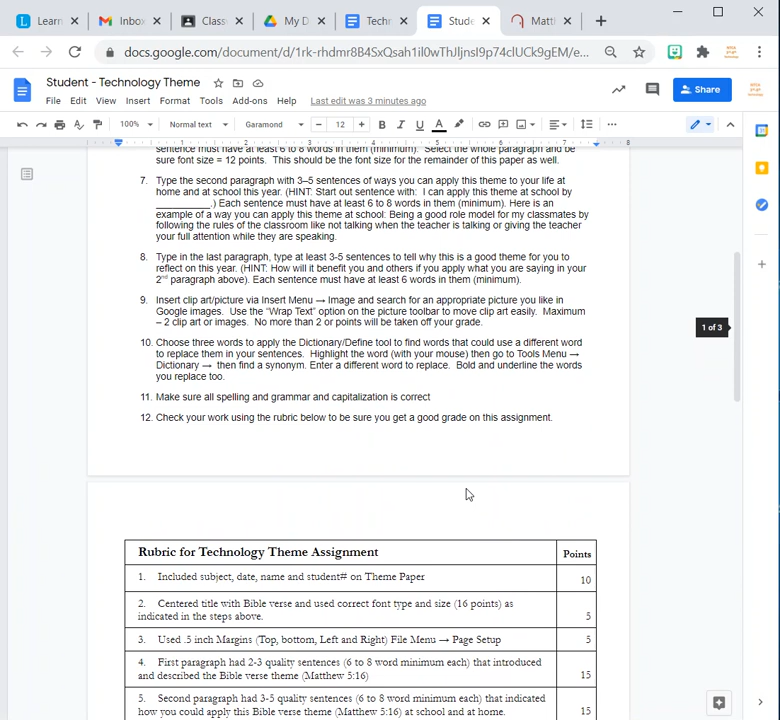 Learn
Inbox
Class
My D
Techn
Stude
Matth
docs.google.com/document/d/1rk-rhdmr8B4SxQsah1il0wThJljnsI9p74clUCk9gEM/e...
Student - Technology Theme
File Edit View Insert Format Tools Add-ons Help Last edit was 3 minutes ago
Share
100% Normal text Garamond 12 B I U A
1 2 3 4 5 6 7 8
sentence must have at least 6 to 8 words in them (minimum). Select the whole paragraph and be
sure font size = 12 points. This should be the font size for the remainder of this paper as well.
7. Type the second paragraph with 3–5 sentences of ways you can apply this theme to your life at
home and at school this year. (HINT: Start out sentence with: I can apply this theme at school by
__________.) Each sentence must have at least 6 to 8 words in them (minimum). Here is an
example of a way you can apply this theme at school: Being a good role model for my classmates by
following the rules of the classroom like not talking when the teacher is talking or giving the teacher
your full attention while they are speaking.
8. Type in the last paragraph, type at least 3-5 sentences to tell why this is a good theme for you to
reflect on this year. (HINT: How will it benefit you and others if you apply what you are saying in your
2nd paragraph above). Each sentence must have at least 6 words in them (minimum).
9. Insert clip art/picture via Insert Menu → Image and search for an appropriate picture you like in
Google images. Use the “Wrap Text” option on the picture toolbar to move clip art easily. Maximum
– 2 clip art or images. No more than 2 or points will be taken off your grade.
10. Choose three words to apply the Dictionary/Define tool to find words that could use a different word
to replace them in your sentences. Highlight the word (with your mouse) then go to Tools Menu →
Dictionary → then find a synonym. Enter a different word to replace. Bold and underline the words
you replace too.
11. Make sure all spelling and grammar and capitalization is correct
12. Check your work using the rubric below to be sure you get a good grade on this assignment.
1 of 3
Rubric for Technology Theme Assignment Points
1. Included subject, date, name and student# on Theme Paper 10
2. Centered title with Bible verse and used correct font type and size (16 points) as
indicated in the steps above. 5
3. Used .5 inch Margins (Top, bottom, Left and Right) File Menu → Page Setup 5
4. First paragraph had 2-3 quality sentences (6 to 8 word minimum each) that introduced
and described the Bible verse theme (Matthew 5:16) 15
5. Second paragraph had 3-5 quality sentences (6 to 8 word minimum each) that indicated
how you could apply this Bible verse theme (Matthew 5:16) at school and at home. 15